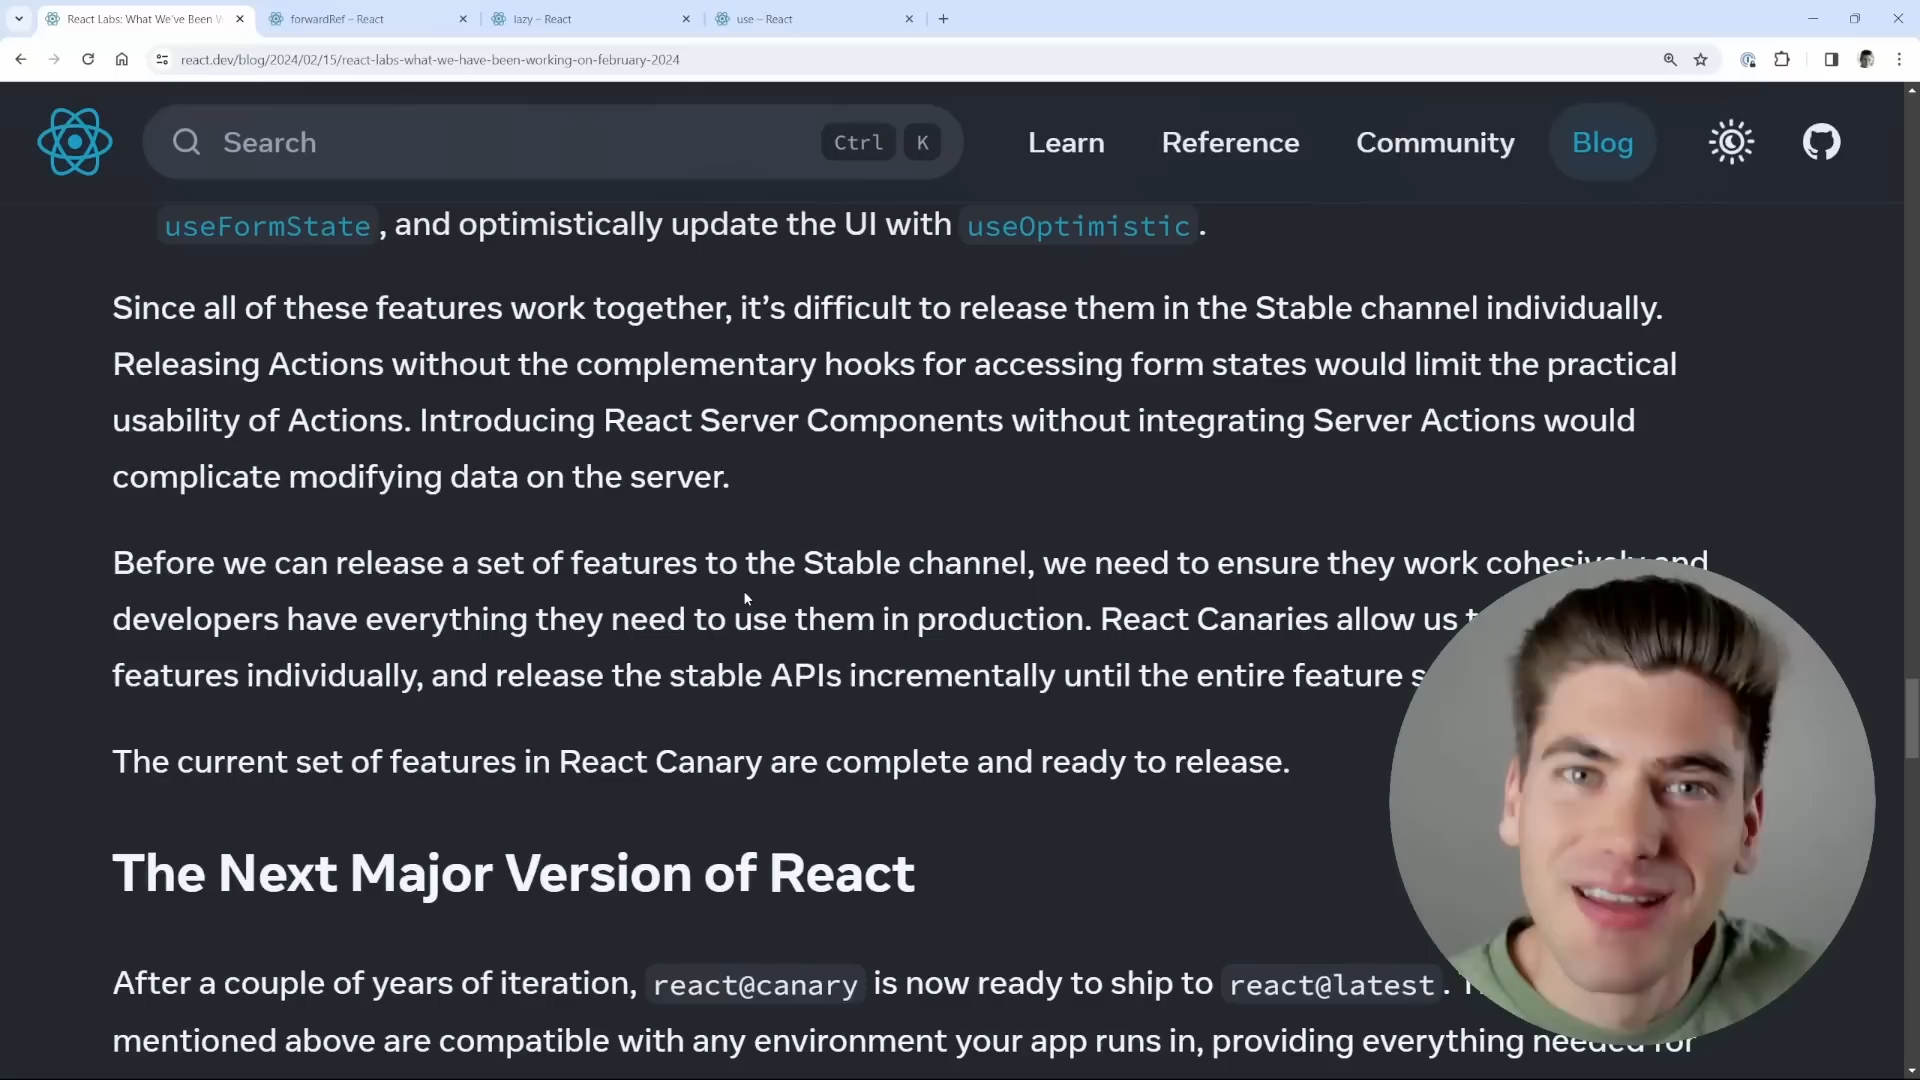 React Labs: What We've Been W
forwardRef – React
lazy – React
use – React
react.dev/blog/2024/02/15/react-labs-what-we-have-been-working-on-february-2024
Search
Ctrl K
Learn
Reference
Community
Blog
useFormState, and optimistically update the UI with useOptimistic.
Since all of these features work together, it’s difficult to release them in the Stable channel individually.
Releasing Actions without the complementary hooks for accessing form states would limit the practical
usability of Actions. Introducing React Server Components without integrating Server Actions would
complicate modifying data on the server.
Before we can release a set of features to the Stable channel, we need to ensure they work cohesively and
developers have everything they need to use them in production. React Canaries allow us
features individually, and release the stable APIs incrementally until the entire feature
The current set of features in React Canary are complete and ready to release.
The Next Major Version of React
After a couple of years of iteration, react@canary is now ready to ship to react@latest.
mentioned above are compatible with any environment your app runs in, providing everything needed for